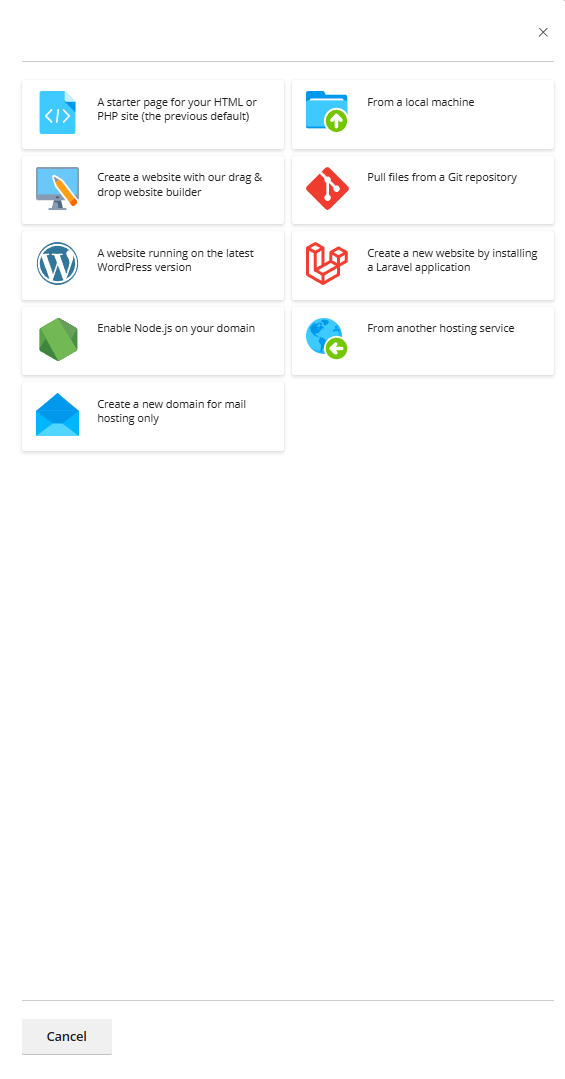 A starter page for your HTML or
PHP site (the previous default)
From a local machine
Create a website with our drag &
drop website builder
Pull files from a Git repository
A website running on the latest
WordPress version
Create a new website by installing
a Laravel application
Enable Node.js on your domain
From another hosting service
Create a new domain for mail
hosting only
Cancel